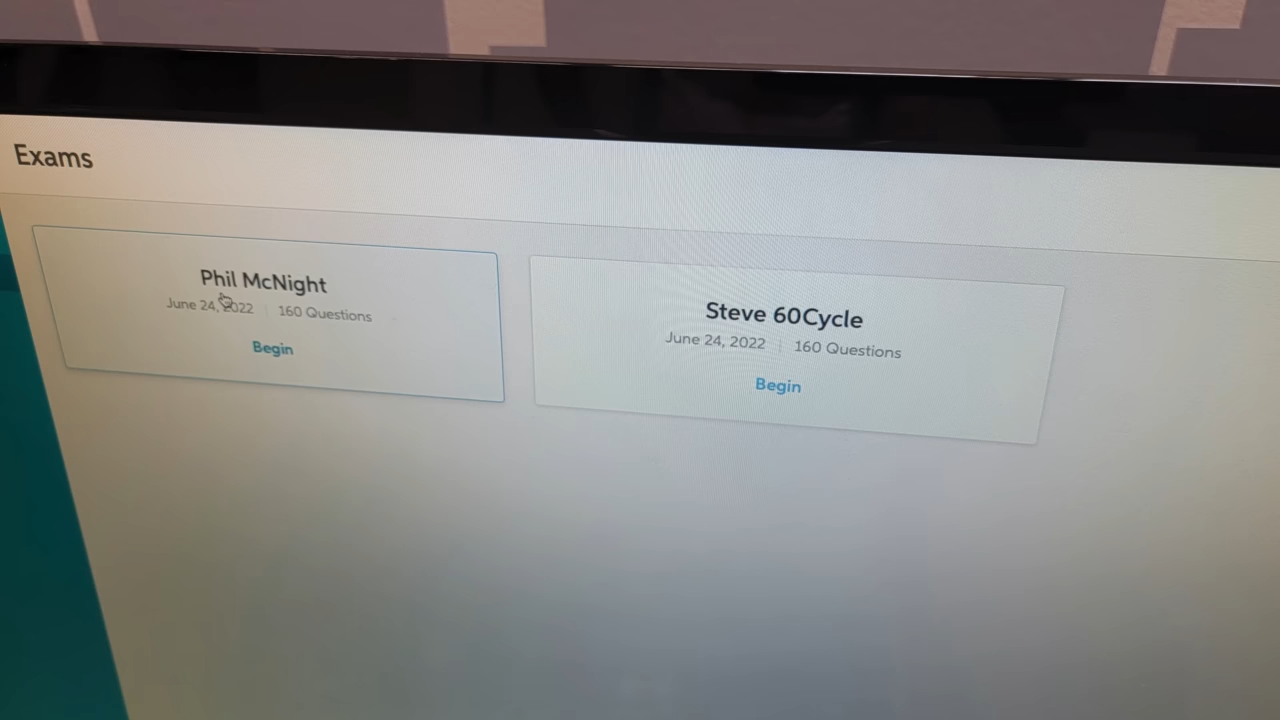 Exams
Phil McNight
June 24, 2022 | 160 Questions
Begin
Steve 60Cycle
June 24, 2022 | 160 Questions
Begin